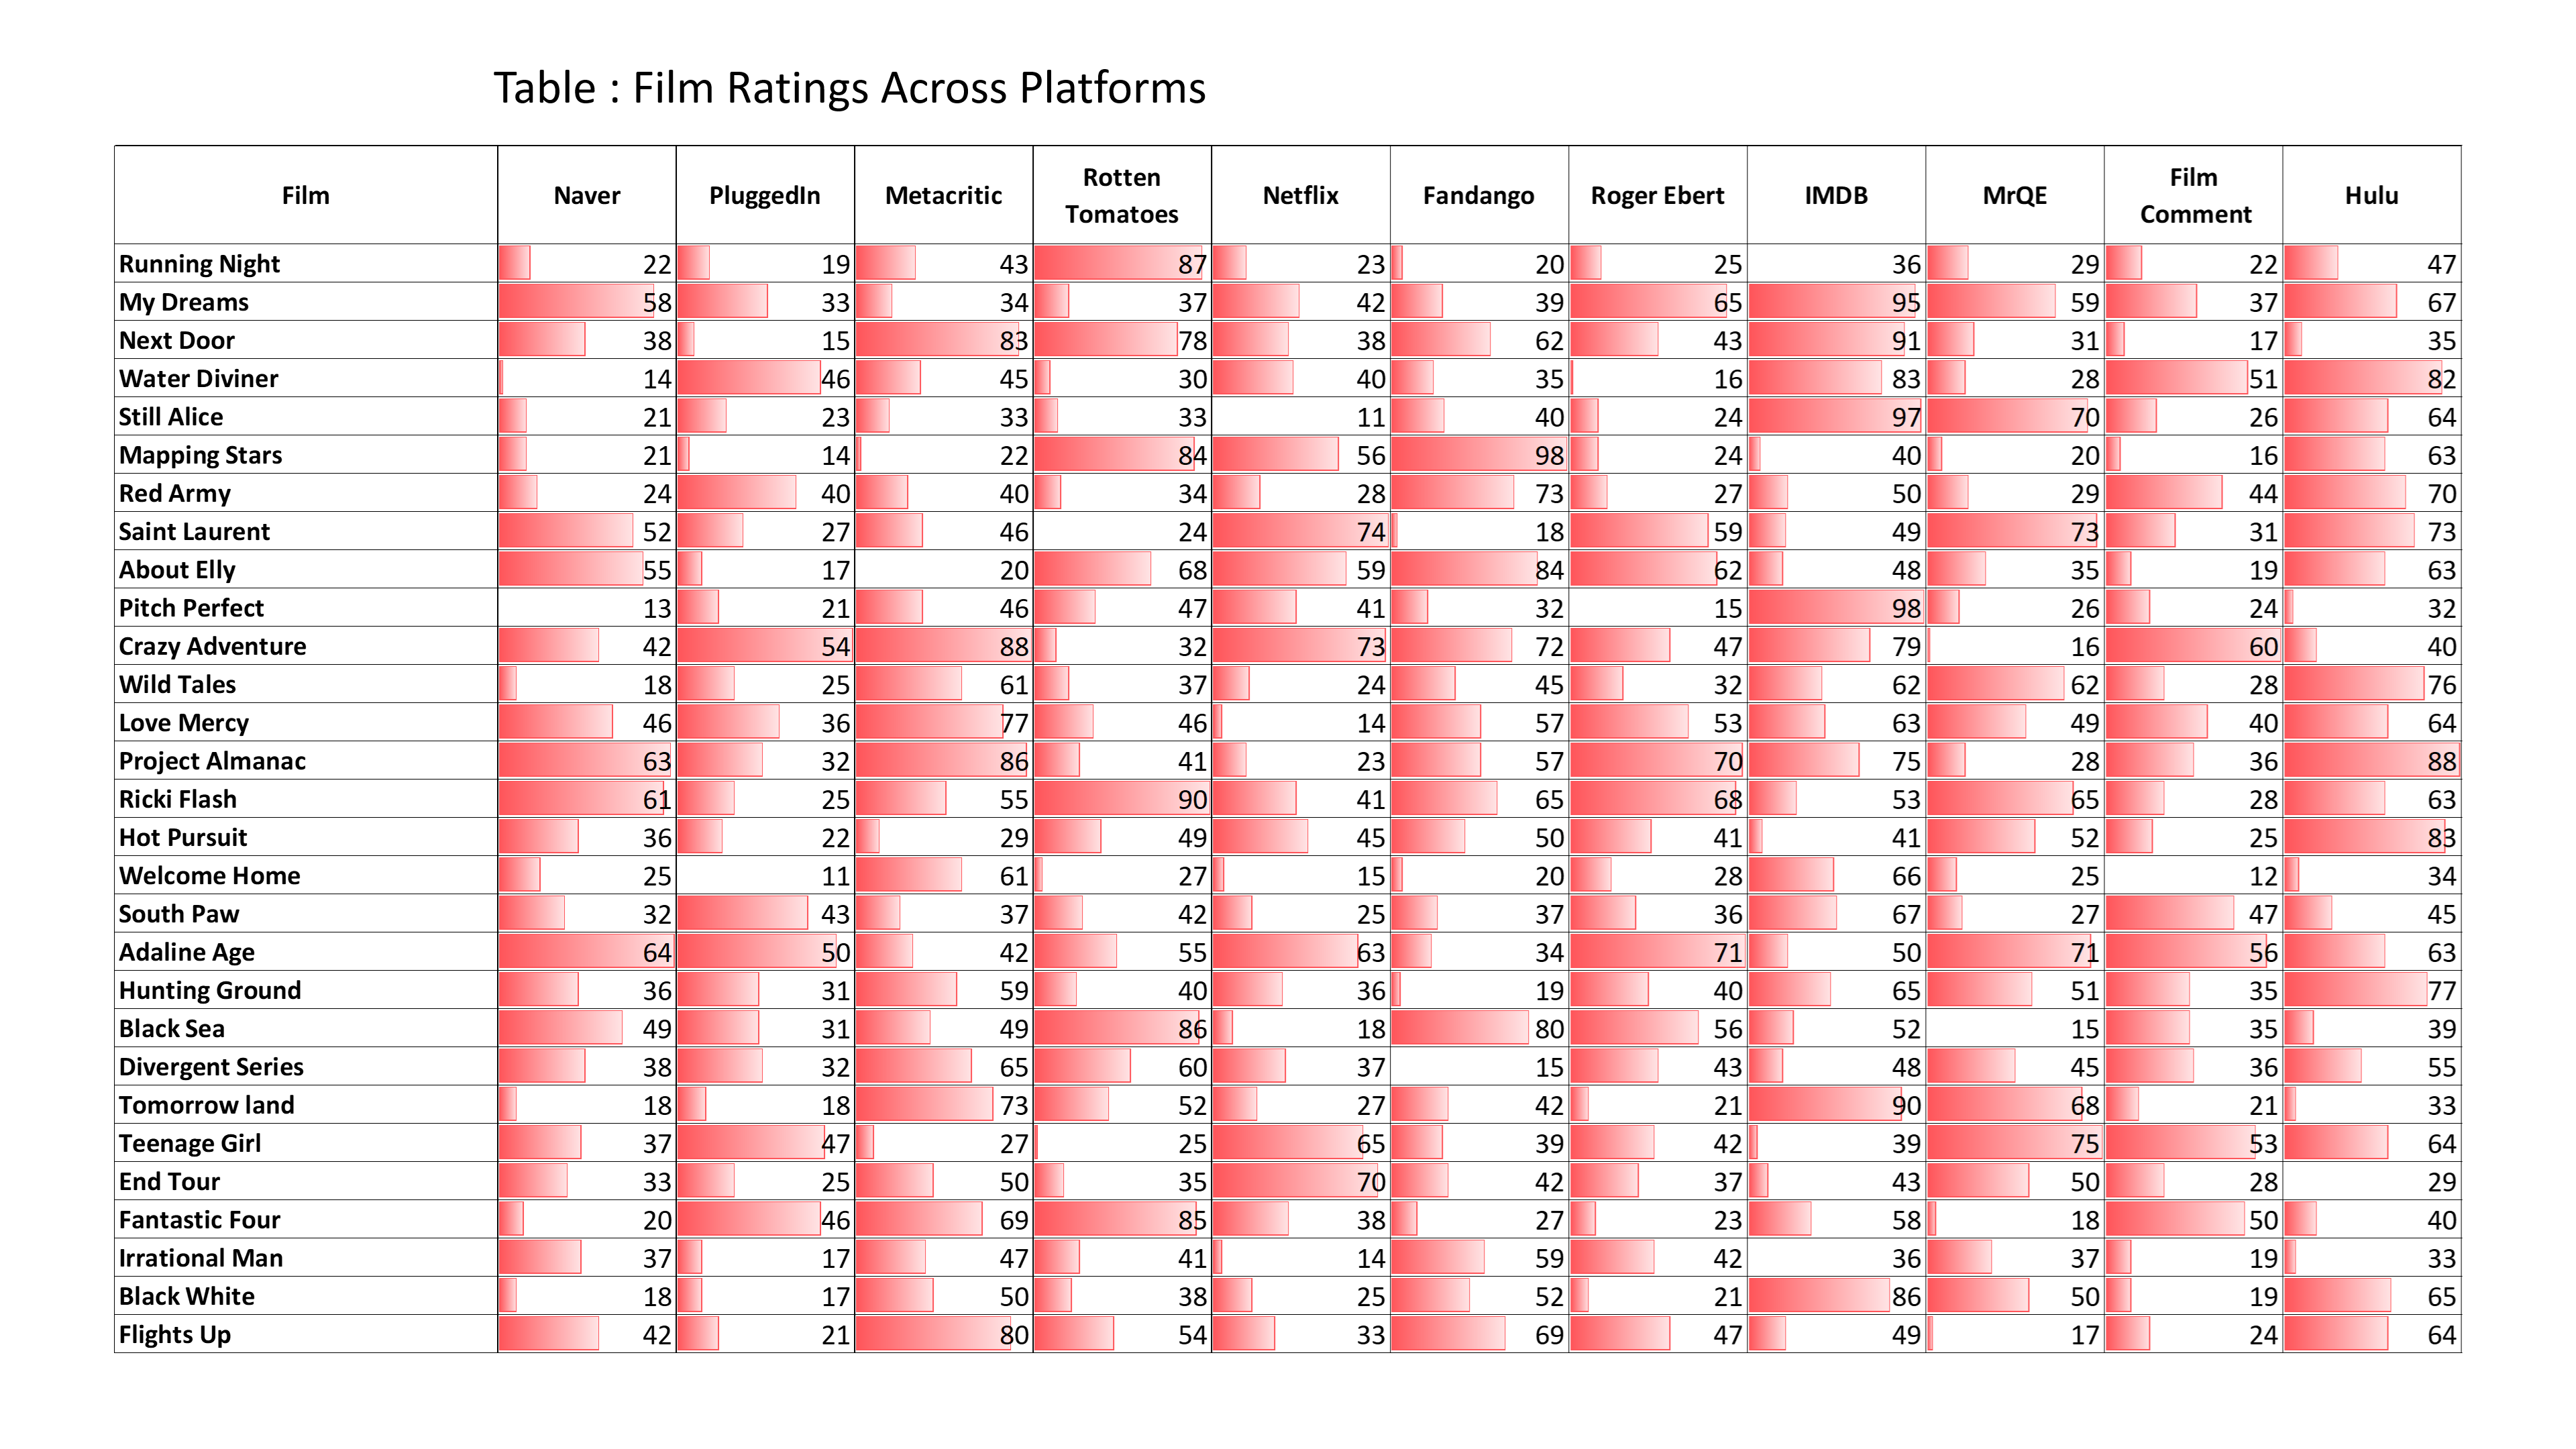 Table : Film Ratings Across Platforms
Film Naver PluggedIn Metacritic Rotten Tomatoes Netflix Fandango Roger Ebert IMDB MrQE Film Comment Hulu
Running Night 22 19 43 87 23 20 25 36 29 22 47
My Dreams 58 33 34 37 42 39 65 95 59 37 67
Next Door 38 15 83 78 38 62 43 91 31 17 35
Water Diviner 14 46 45 30 40 35 16 83 28 51 82
Still Alice 21 23 33 33 11 40 24 97 70 26 64
Mapping Stars 21 14 22 84 56 98 24 40 20 16 63
Red Army 24 40 40 34 28 73 27 50 29 44 70
Saint Laurent 52 27 46 24 74 18 59 49 73 31 73
About Elly 55 17 20 68 59 84 62 48 35 19 63
Pitch Perfect 13 21 46 47 41 32 15 98 26 24 32
Crazy Adventure 42 54 88 32 73 72 47 79 16 60 40
Wild Tales 18 25 61 37 24 45 32 62 62 28 76
Love Mercy 46 36 77 46 14 57 53 63 49 40 64
Project Almanac 63 32 86 41 23 57 70 75 28 36 88
Ricki Flash 61 25 55 90 41 65 68 53 65 28 63
Hot Pursuit 36 22 29 49 45 50 41 41 52 25 83
Welcome Home 25 11 61 27 15 20 28 66 25 12 34
South Paw 32 43 37 42 25 37 36 67 27 47 45
Adaline Age 64 50 42 55 63 34 71 50 71 56 63
Hunting Ground 36 31 59 40 36 19 40 65 51 35 77
Black Sea 49 31 49 86 18 80 56 52 15 35 39
Divergent Series 38 32 65 60 37 15 43 48 45 36 55
Tomorrow land 18 18 73 52 27 42 21 90 68 21 33
Teenage Girl 37 47 27 25 65 39 42 39 75 53 64
End Tour 33 25 50 35 70 42 37 43 50 28 29
Fantastic Four 20 46 69 85 38 27 23 58 18 50 40
Irrational Man 37 17 47 41 14 59 42 36 37 19 33
Black White 18 17 50 38 25 52 21 86 50 19 65
Flights Up 42 21 80 54 33 69 47 49 17 24 64